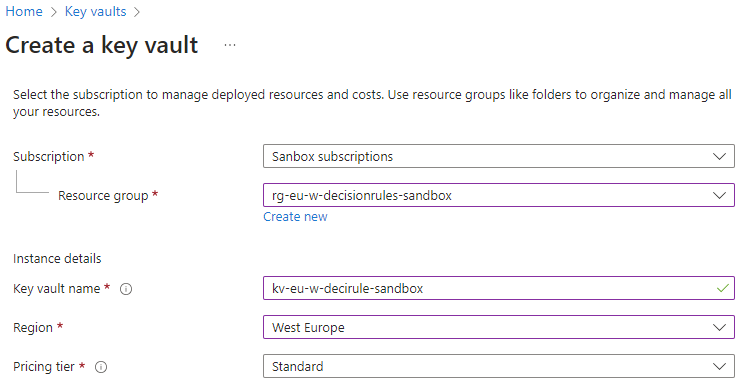 Home > Key vaults >
Create a key vault ...
Select the subscription to manage deployed resources and costs. Use resource groups like folders to organize and manage all
your resources.
Subscription * Sanbox subscriptions
Resource group * rg-eu-w-decisionrules-sandbox
Create new
Instance details
Key vault name * kv-eu-w-decirule-sandbox
Region * West Europe
Pricing tier * Standard